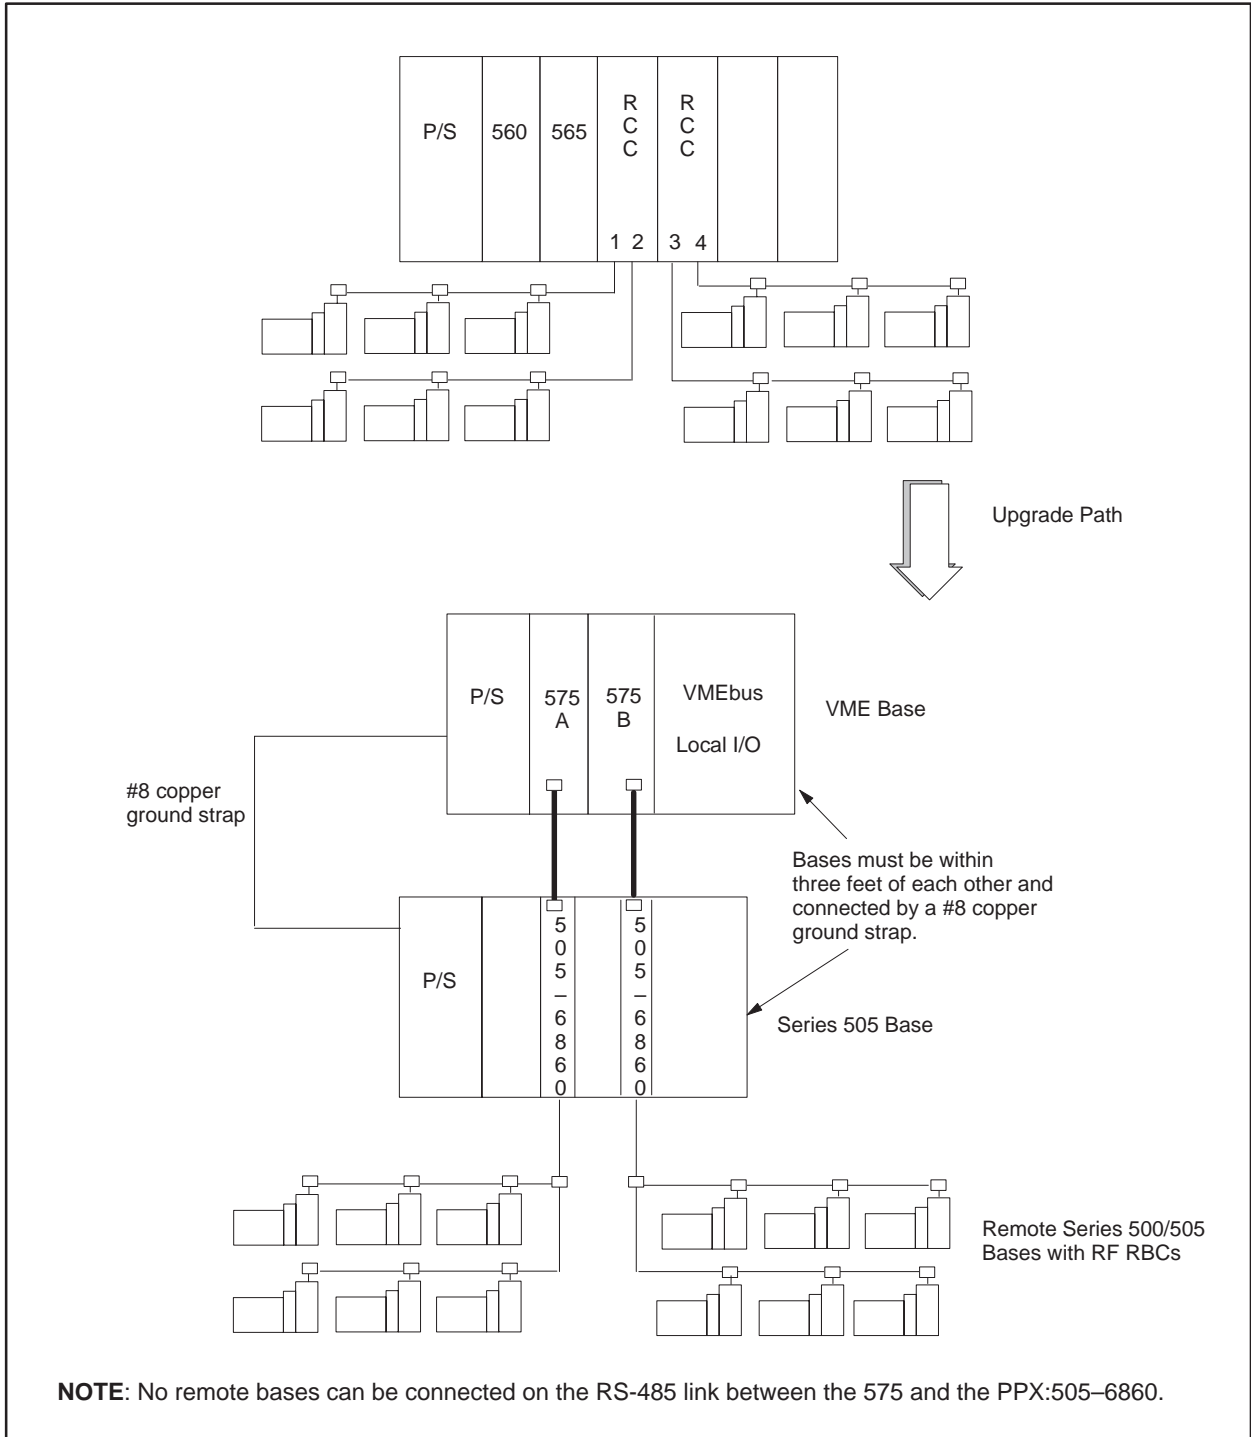 P/S
560
565
R
C
C
R
C
C
1 2
3 4
Upgrade Path
P/S
575
A
575
B
VMEbus
Local I/O
VME Base
#8 copper
ground strap
Bases must be within
three feet of each other and
connected by a #8 copper
ground strap.
P/S
5
0
5
–
6
8
6
0
5
0
5
–
6
8
6
0
Series 505 Base
Remote Series 500/505
Bases with RF RBCs
NOTE: No remote bases can be connected on the RS-485 link between the 575 and the PPX:505–6860.